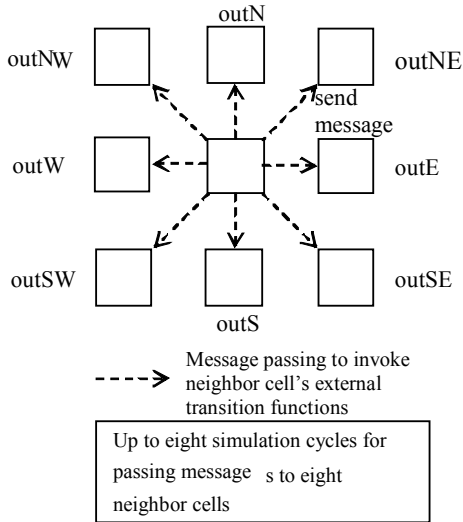 outN
outNW
outNE
send
message
outW
outE
outSW
outSE
outS
Message passing to invoke
neighbor cell's external
transition functions
Up to eight simulation cycles for
passing message s to eight
neighbor cells